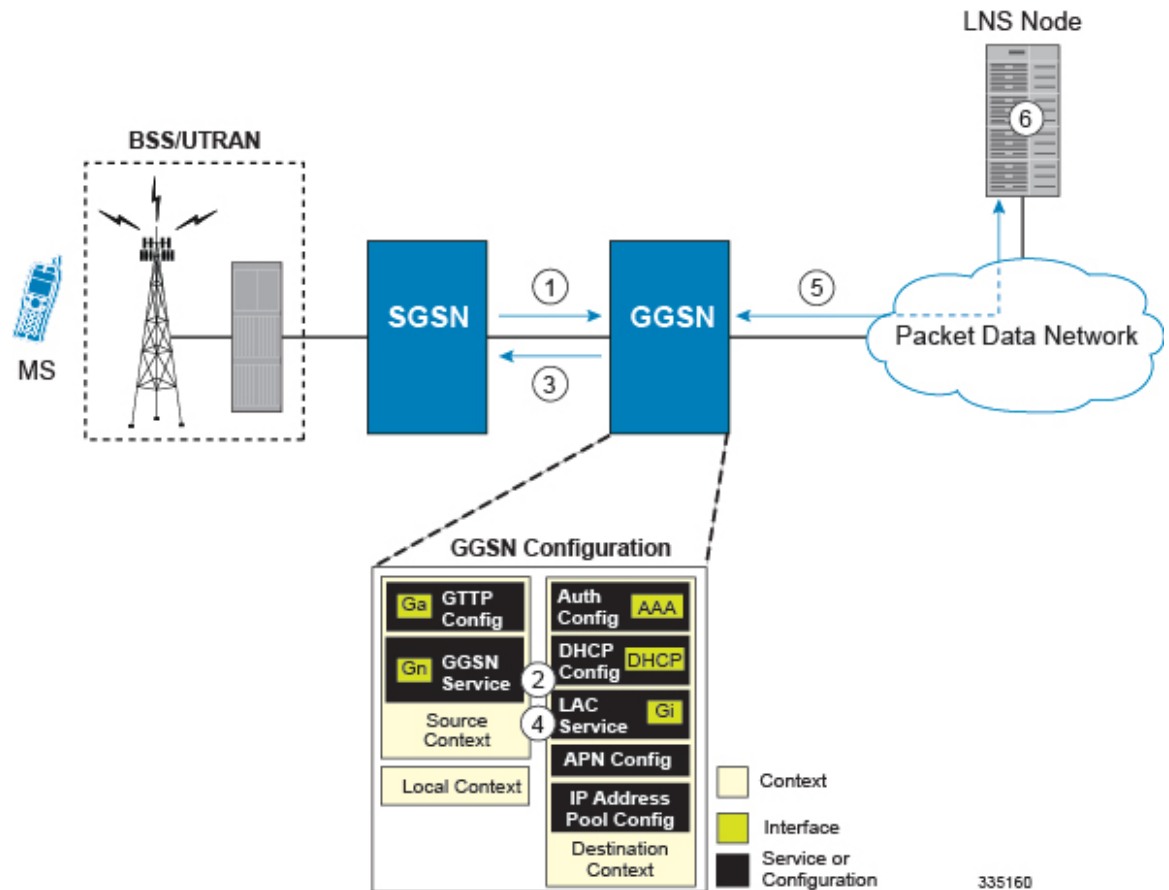 LNS Node
6
BSS/UTRAN
MS
SGSN
1
3
GGSN
5
Packet Data Network
GGSN Configuration
Ga
GTTP
Config
Gn
GGSN
Service
Source
Context
Local Context
2
4
Auth
Config
AAA
DHCP
Config
DHCP
LAC
Service
Gi
APN Config
IP Address
Pool Config
Destination
Context
Context
Interface
Service or
Configuration
335160